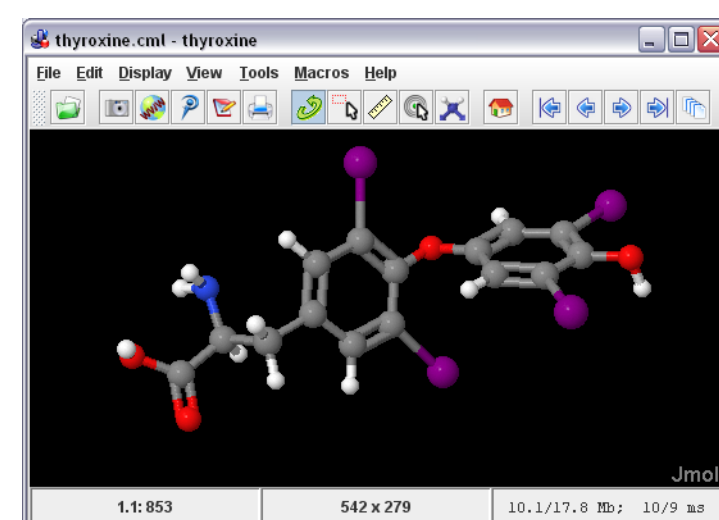 thyroxine.cml - thyroxine
File Edit Display View Tools Macros Help
Jmol
1.1: 853 542 x 279 10.1/17.8 Mb; 10/9 ms